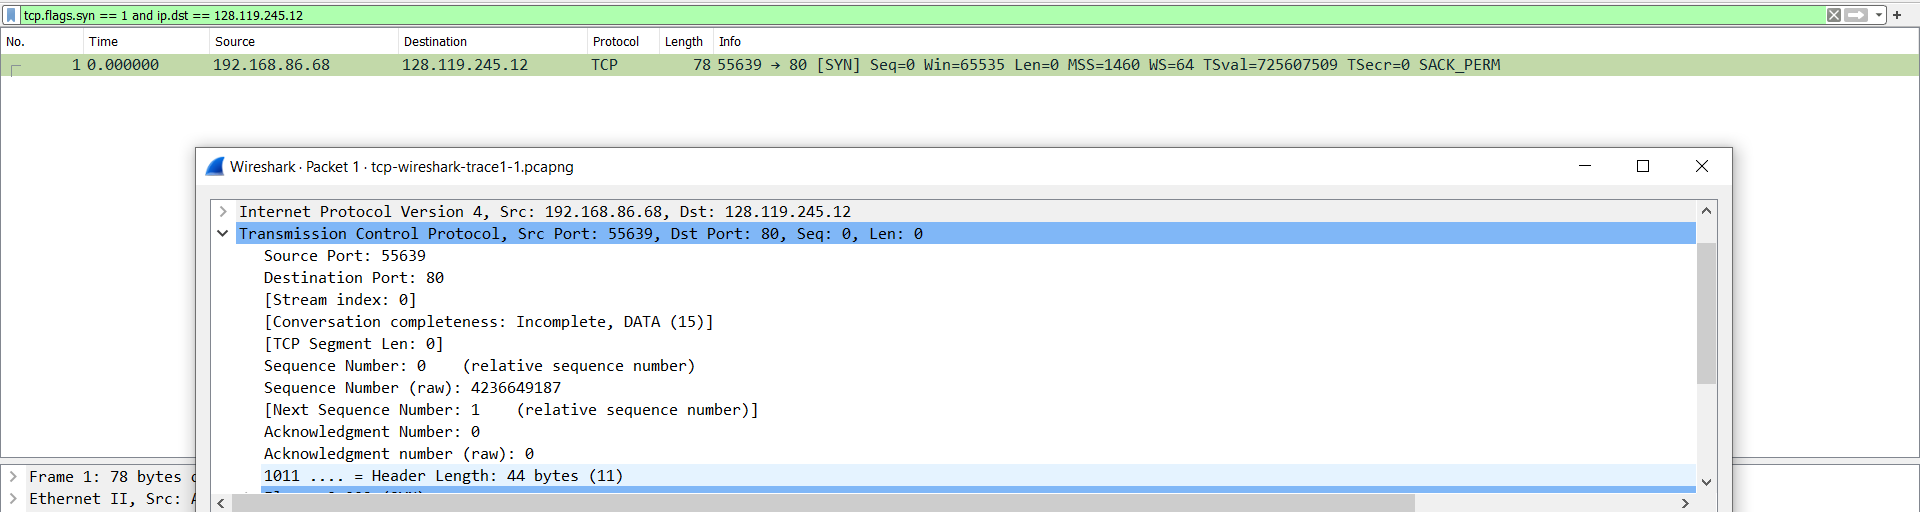 tcp.flags.syn == 1 and ip.dst == 128.119.245.12
No. Time Source Destination Protocol Length Info
1 0.000000 192.168.86.68 128.119.245.12 TCP 78 55639 → 80 [SYN] Seq=0 Win=65535 Len=0 MSS=1460 WS=64 TSval=725607509 TSecr=0 SACK_PERM
Wireshark · Packet 1 · tcp-wireshark-trace1-1.pcapng
Internet Protocol Version 4, Src: 192.168.86.68, Dst: 128.119.245.12
Transmission Control Protocol, Src Port: 55639, Dst Port: 80, Seq: 0, Len: 0
Source Port: 55639
Destination Port: 80
[Stream index: 0]
[Conversation completeness: Incomplete, DATA (15)]
[TCP Segment Len: 0]
Sequence Number: 0    (relative sequence number)
Sequence Number (raw): 4236649187
[Next Sequence Number: 1    (relative sequence number)]
Acknowledgment Number: 0
Acknowledgment number (raw): 0
1011 .... = Header Length: 44 bytes (11)
Frame 1: 78 bytes
Ethernet II, Src: